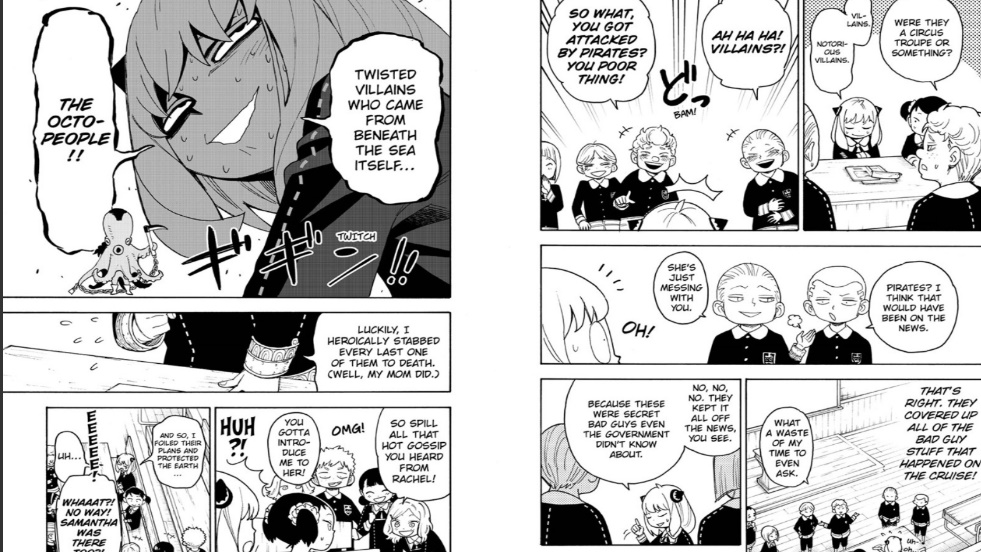 WERE THEY
A CIRCUS
TROUPE OR
SOMETHING?
VIL-
LAINS.
NOTORI-
OUS
VILLAINS.
AH HA HA!
VILLAINS?!
どっ
BAM!
SO WHAT,
YOU GOT
ATTACKED
BY PIRATES?
YOU POOR
THING!
PIRATES? I
THINK THAT
WOULD HAVE
BEEN ON THE
NEWS.
SHE'S
JUST
MESSING
WITH
YOU.
OH!
NO, NO,
NO. THEY
KEPT IT
ALL OFF
THE NEWS,
YOU SEE.
BECAUSE THESE
WERE SECRET
BAD GUYS EVEN
THE GOVERNMENT
DIDN'T KNOW
ABOUT.
THAT'S
RIGHT. THEY
COVERED UP
ALL OF THE
BAD GUY
STUFF THAT
HAPPENED ON
THE CRUISE!
WHAT
A WASTE
OF MY
TIME TO
EVEN
ASK.
TWISTED
VILLAINS
WHO CAME
FROM
BENEATH
THE SEA
ITSELF...
TWITCH
THE
OCTO-
PEOPLE
!!
LUCKILY, I
HEROICALLY STABBED
EVERY LAST ONE
OF THEM TO DEATH.
(WELL, MY MOM DID.)
SO SPILL
ALL THAT
HOT GOSSIP
YOU HEARD
FROM
RACHEL!
OMG!
YOU
GOTTA
INTRO-
DUCE ME
TO HER!
HUH
?!
AND SO, I
FOILED THEIR
PLANS AND
PROTECTED
THE EARTH
...
UH...
EEEEEEE-
WHAAAT?!
NO WAY!
SAMANTHA
WAS
THERE
TOO?!